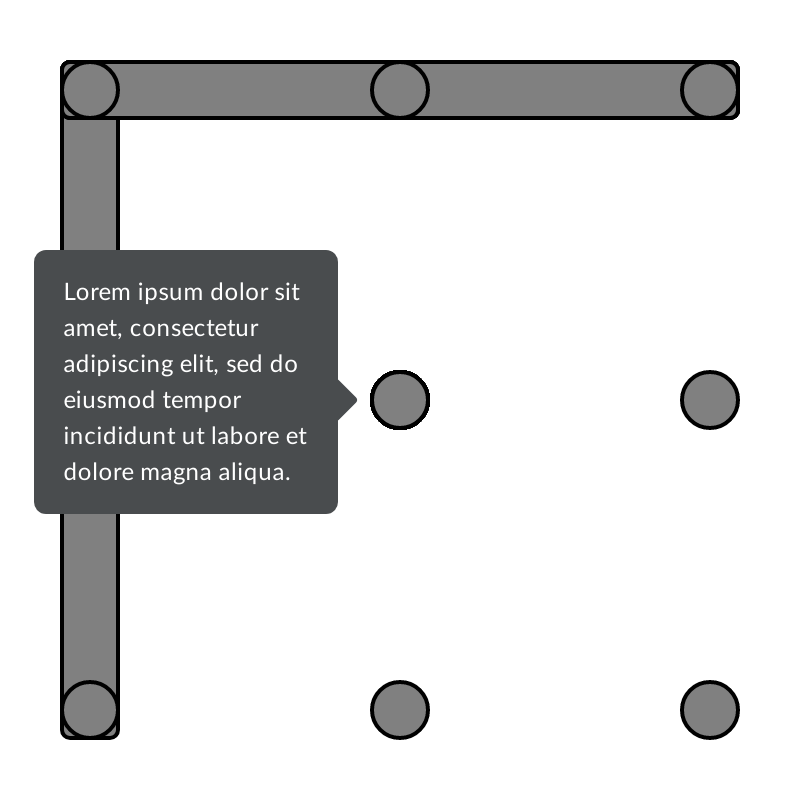 Lorem ipsum dolor sit
amet, consectetur
adipiscing elit, sed do
eiusmod tempor
incididunt ut labore et
dolore magna aliqua.